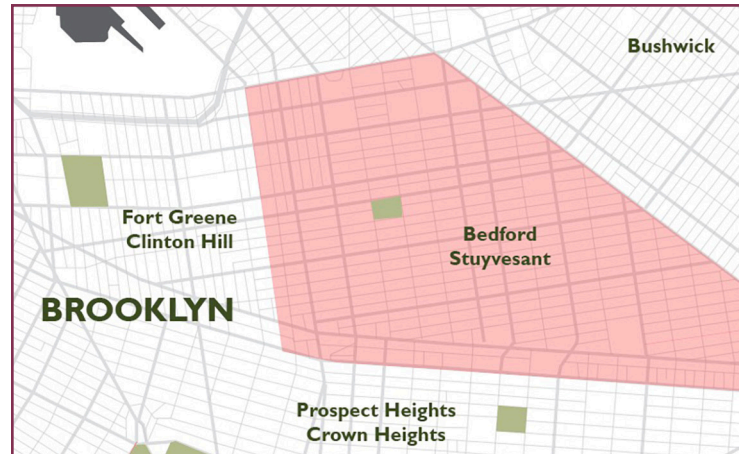 Bushwick
Fort Greene
Clinton Hill
Bedford
Stuyvesant
BROOKLYN
Prospect Heights
Crown Heights